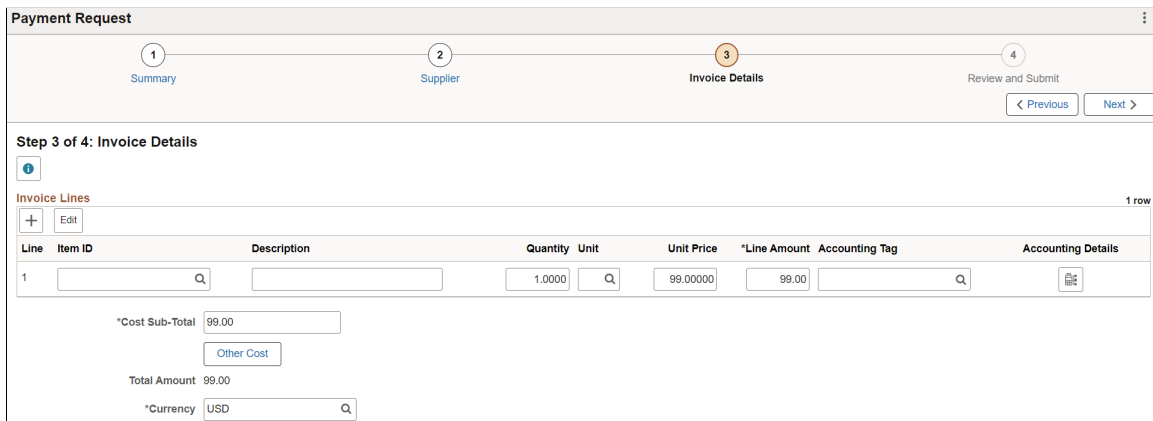 Payment Request
1 2 3 4
Summary Supplier Invoice Details Review and Submit
Previous Next
Step 3 of 4: Invoice Details
Invoice Lines
1 row
+ Edit
Line Item ID Description Quantity Unit Unit Price *Line Amount Accounting Tag Accounting Details
1 1.0000 99.00000 99.00
*Cost Sub-Total 99.00
Other Cost
Total Amount 99.00
*Currency USD